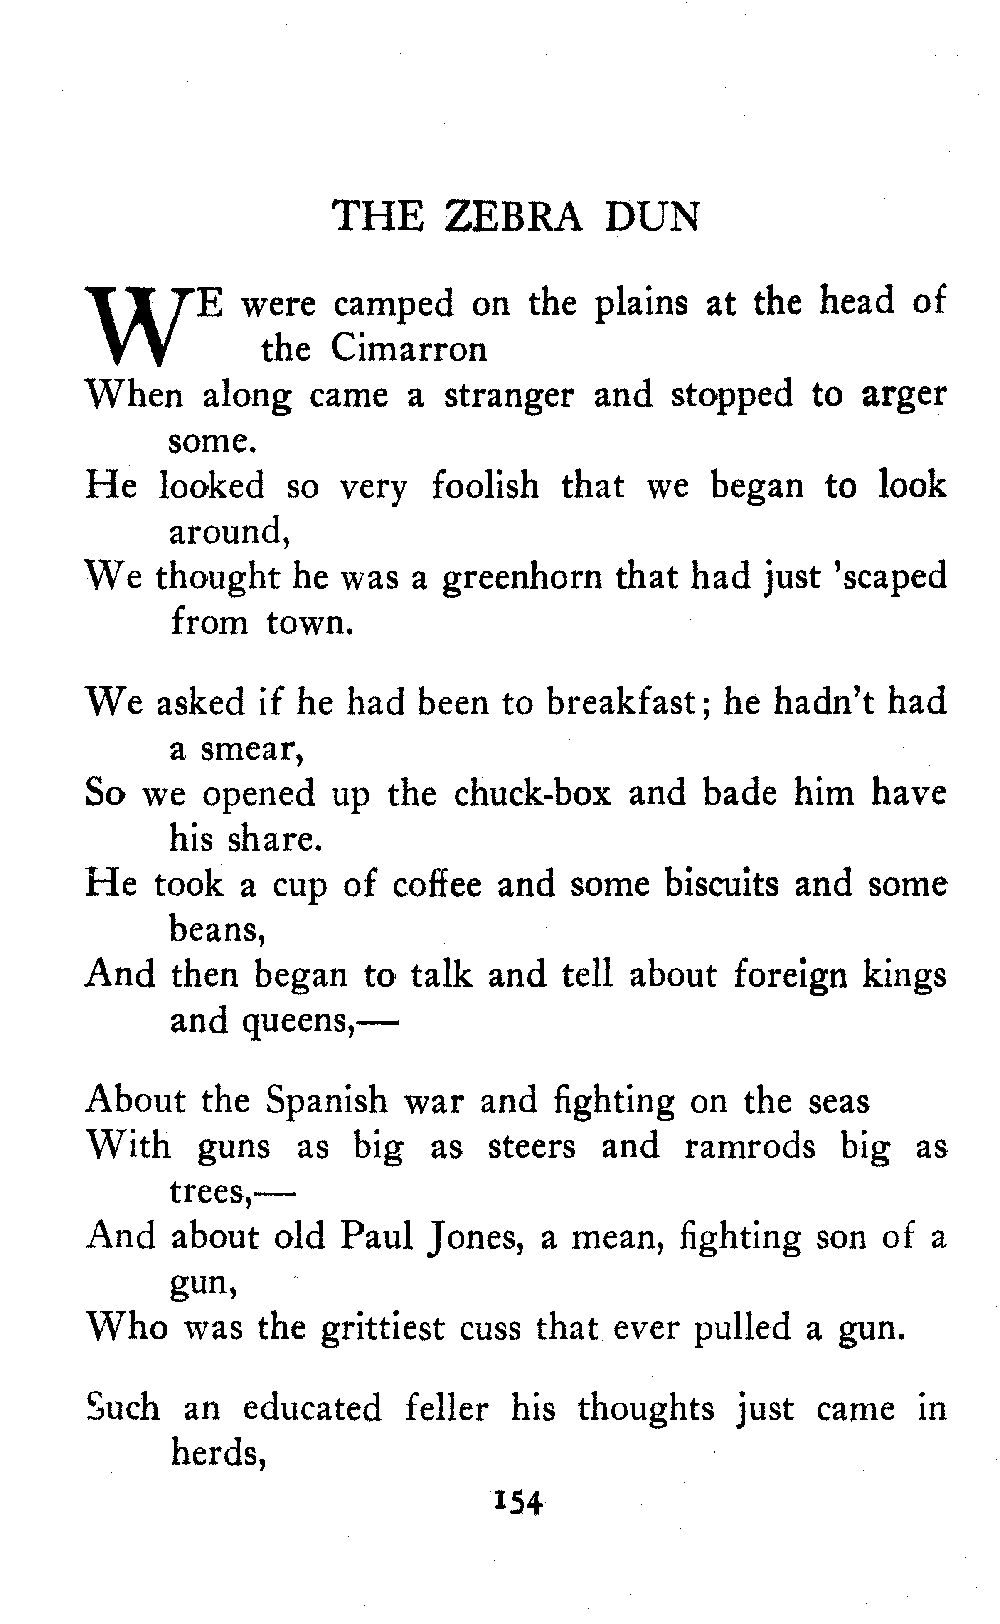 THE ZEBRA DUN
WE were camped on the plains at the head of
the Cimarron
When along came a stranger and stopped to arger
some.
He looked so very foolish that we began to look
around,
We thought he was a greenhorn that had just 'scaped
from town.
We asked if he had been to breakfast; he hadn't had
a smear,
So we opened up the chuck-box and bade him have
his share.
He took a cup of coffee and some biscuits and some
beans,
And then began to talk and tell about foreign kings
and queens,—
About the Spanish war and fighting on the seas
With guns as big as steers and ramrods big as
trees,—
And about old Paul Jones, a mean, fighting son of a
gun,
Who was the grittiest cuss that ever pulled a gun.
Such an educated feller his thoughts just came in
herds,
154